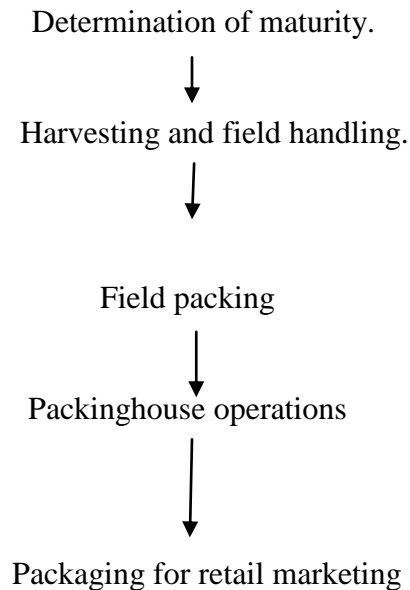 Determination of maturity.
Harvesting and field handling.
Field packing
Packinghouse operations
Packaging for retail marketing